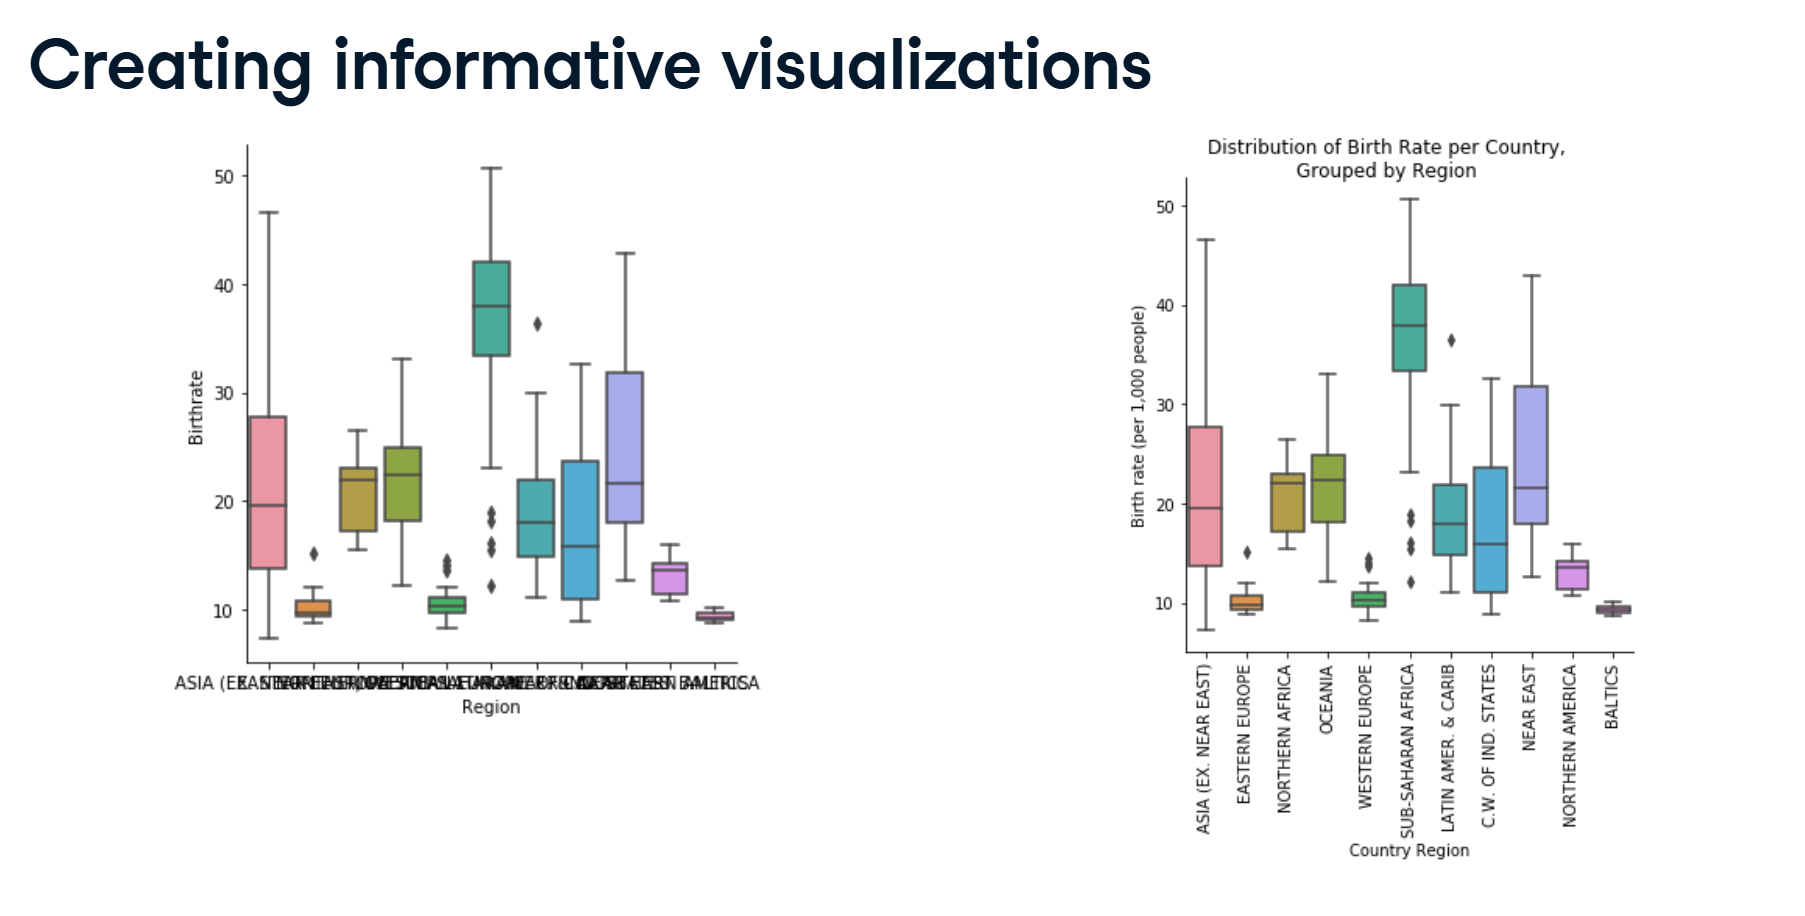 Creating informative visualizations
50
40
30
20
10
Birthrate
ASIA (EX.
BALTICS
Region
Distribution of Birth Rate per Country,
Grouped by Region
50
40
30
20
10
Birth rate (per 1,000 people)
ASIA (EX. NEAR EAST)
EASTERN EUROPE
NORTHERN AFRICA
OCEANIA
WESTERN EUROPE
SUB-SAHARAN AFRICA
LATIN AMER. & CARIB
C.W. OF IND. STATES
NEAR EAST
NORTHERN AMERICA
BALTICS
Country Region